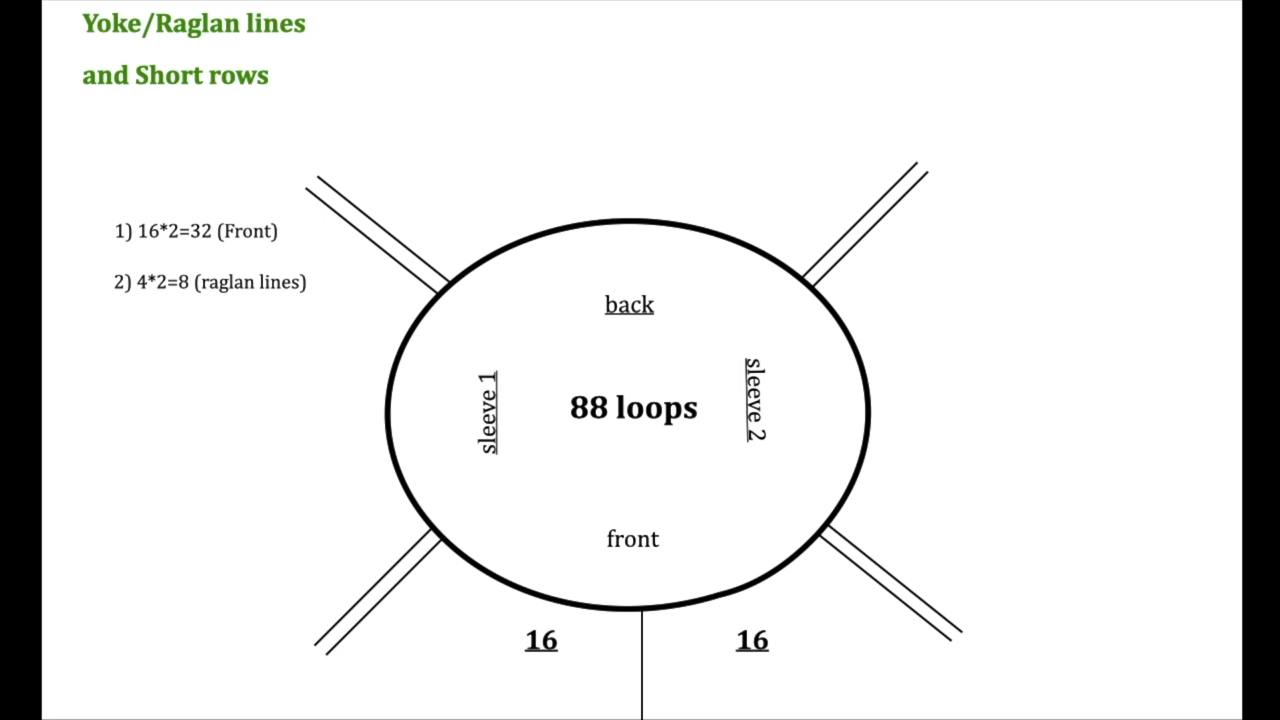 Yoke/Raglan lines
and Short rows
1) 16*2=32 (Front)
2) 4*2=8 (raglan lines)
back
sleeve 1
88 loops
sleeve 2
front
16
16